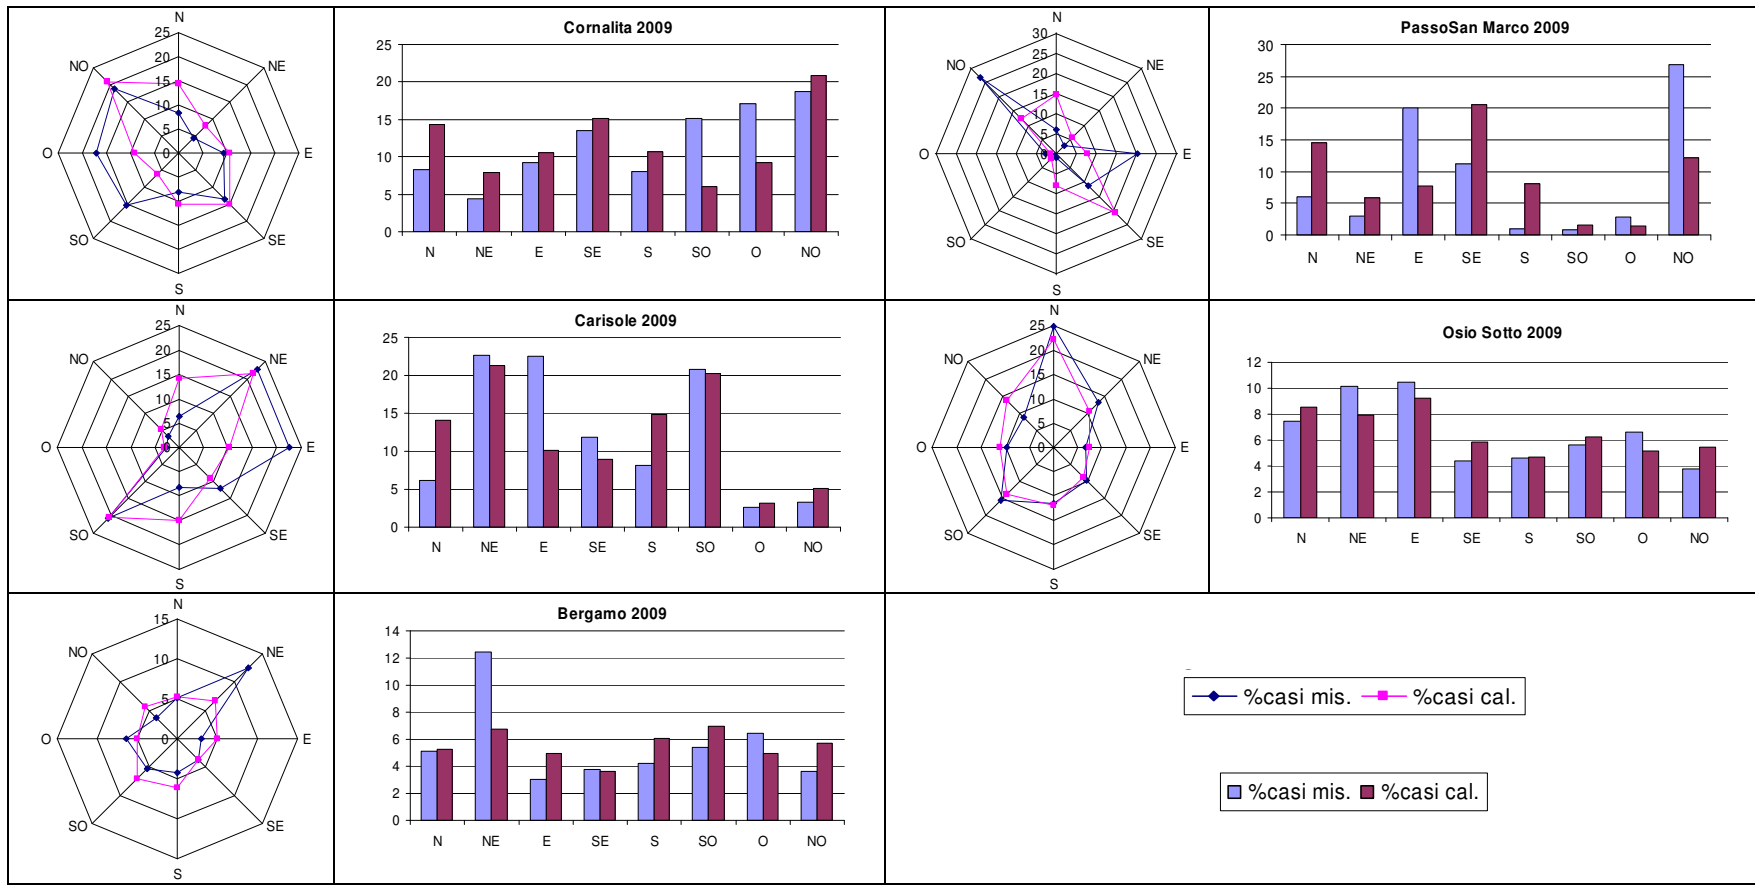 N
NE
E
SE
S
SO
O
NO
25
20
15
10
5
0
Cornalita 2009
25
20
15
10
5
0
N NE E SE S SO O NO
N
NE
E
SE
S
SO
O
NO
30
25
20
15
10
5
0
PassoSan Marco 2009
30
25
20
15
10
5
0
N NE E SE S SO O NO
N
NE
E
SE
S
SO
O
NO
25
20
15
10
5
0
Carisole 2009
25
20
15
10
5
0
N NE E SE S SO O NO
N
NE
E
SE
S
SO
O
NO
25
20
15
10
5
0
Osio Sotto 2009
12
10
8
6
4
2
0
N NE E SE S SO O NO
N
NE
E
SE
S
SO
O
NO
15
10
5
0
Bergamo 2009
14
12
10
8
6
4
2
0
N NE E SE S SO O NO
%casi mis. %casi cal.
%casi mis. %casi cal.